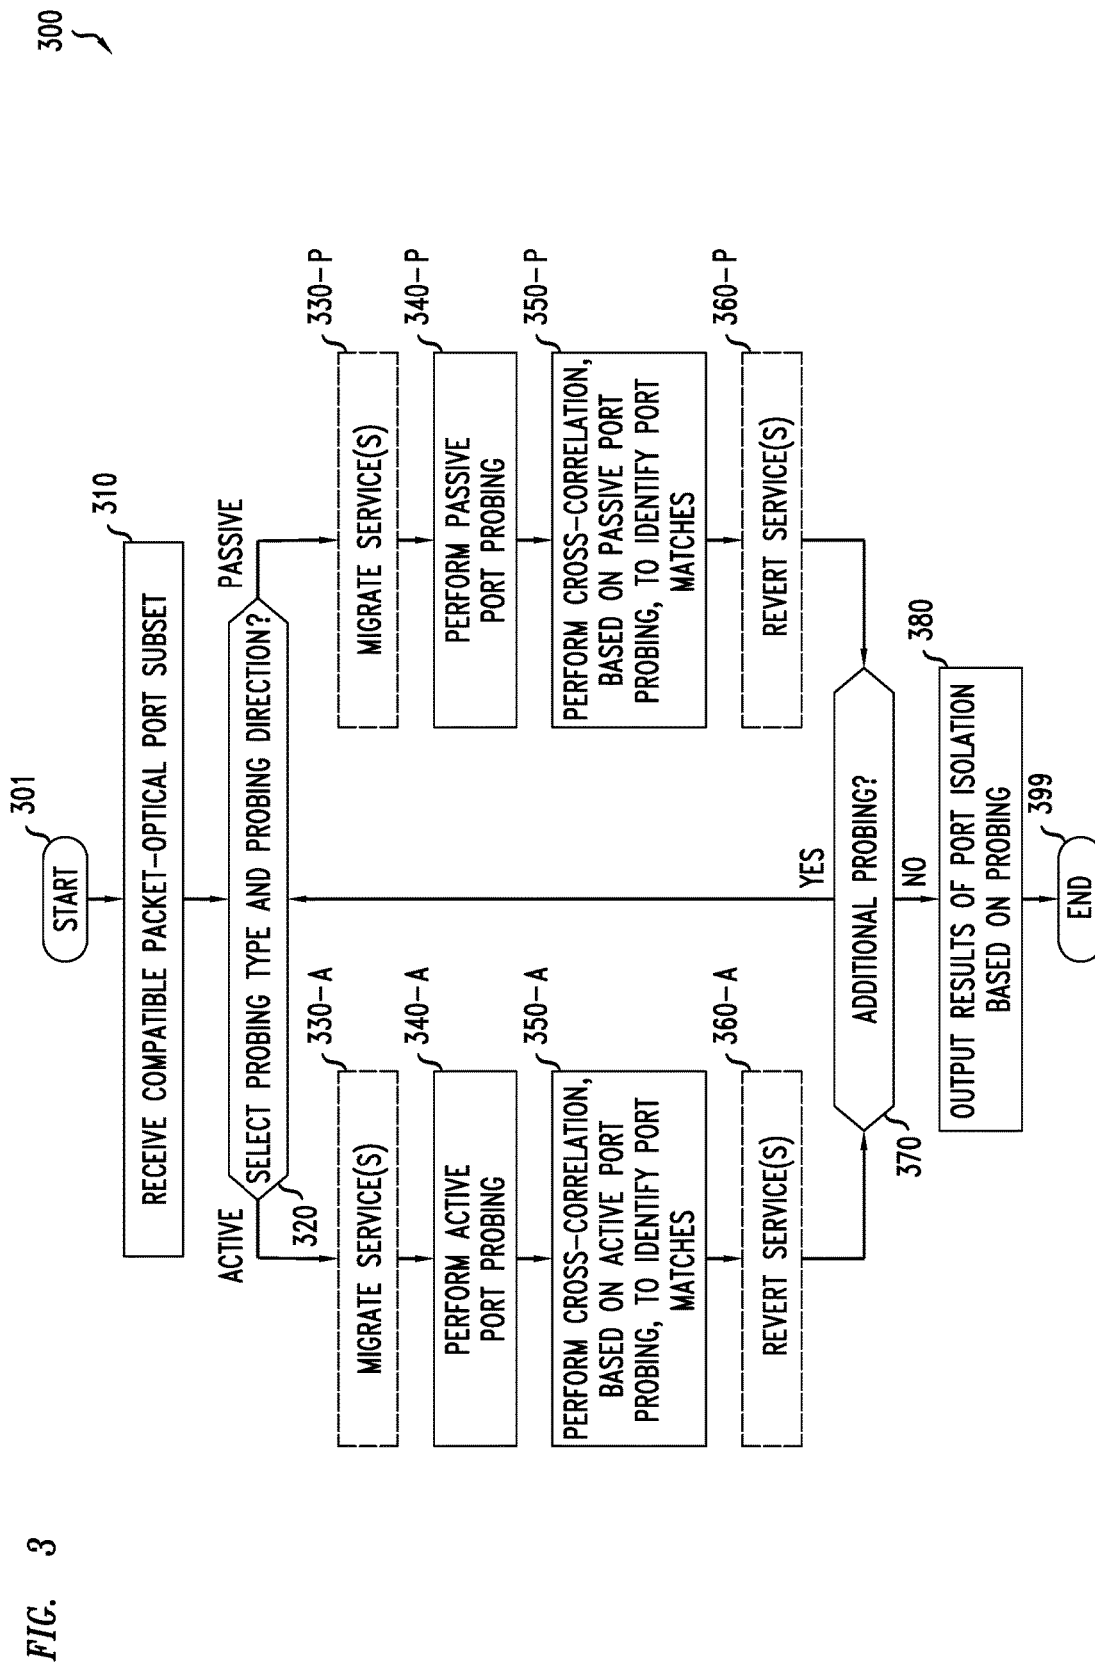 FIG. 3
300
301
START
310
RECEIVE COMPATIBLE PACKET-OPTICAL PORT SUBSET
ACTIVE
SELECT PROBING TYPE AND PROBING DIRECTION?
PASSIVE
320
330-A
MIGRATE SERVICE(S)
340-A
PERFORM ACTIVE
PORT PROBING
350-A
PERFORM CROSS-CORRELATION,
BASED ON ACTIVE PORT
PROBING, TO IDENTIFY PORT
MATCHES
360-A
REVERT SERVICE(S)
330-P
MIGRATE SERVICE(S)
340-P
PERFORM PASSIVE
PORT PROBING
350-P
PERFORM CROSS-CORRELATION,
BASED ON PASSIVE PORT
PROBING, TO IDENTIFY PORT
MATCHES
360-P
REVERT SERVICE(S)
YES
ADDITIONAL PROBING?
370
NO
380
OUTPUT RESULTS OF PORT ISOLATION
BASED ON PROBING
399
END